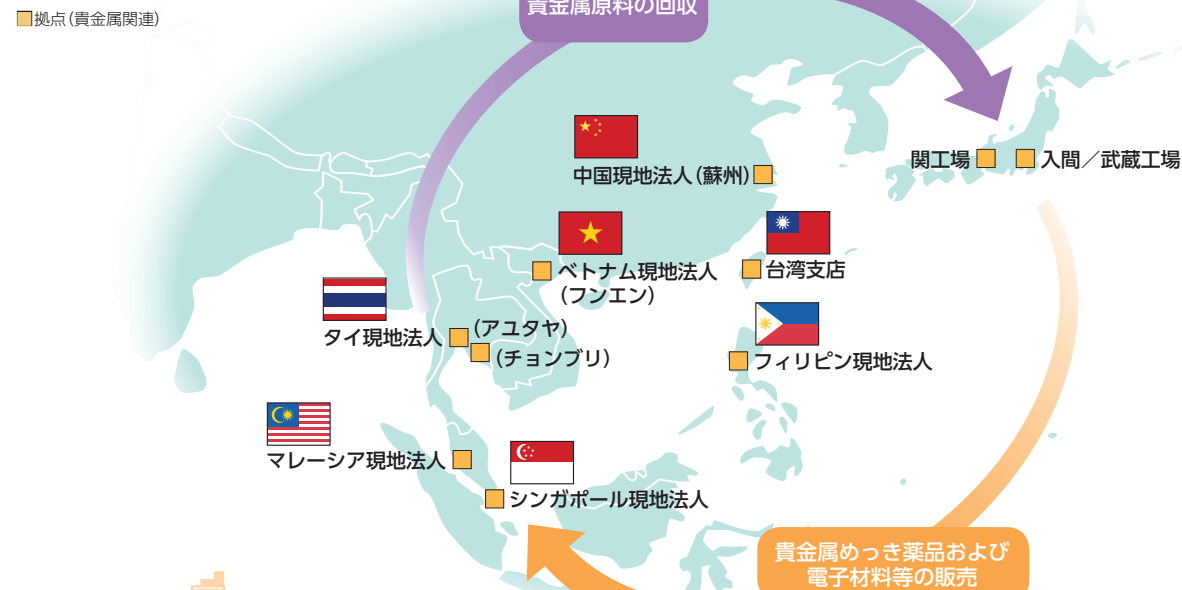 拠点(貴金属関連)
貴金属原料の回収
関工場
入間／武蔵工場
中国現地法人(蘇州)
ベトナム現地法人
(フンエン)
台湾支店
タイ現地法人
(アユタヤ)
(チョンブリ)
フィリピン現地法人
マレーシア現地法人
シンガポール現地法人
貴金属めっき薬品および
電子材料等の販売